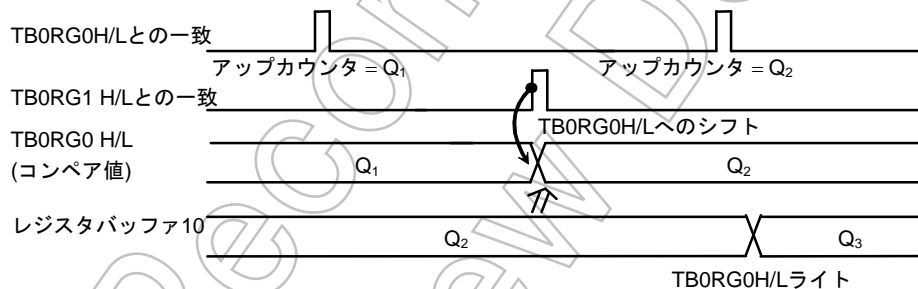 TB0RG0H/Lとの一致
アップカウンタ = Q1
アップカウンタ = Q2
TB0RG1 H/Lとの一致
TB0RG0H/Lへのシフト
TB0RG0 H/L
(コンペア値)
Q1
Q2
レジスタバッファ10
Q2
Q3
TB0RG0H/Lライト